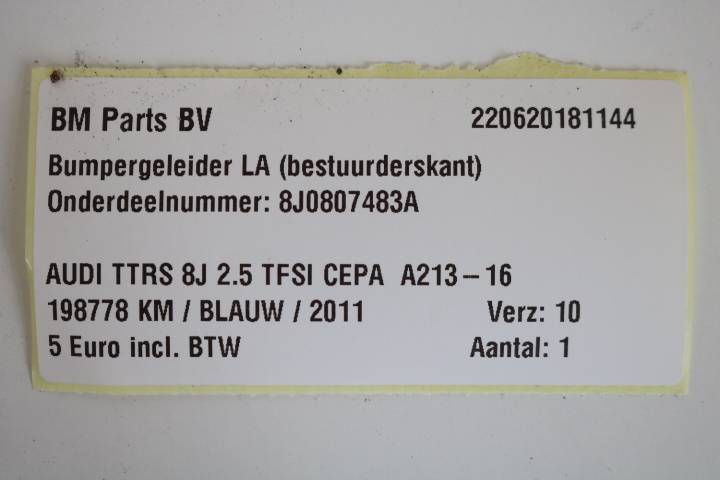 BM Parts BV 220620181144
Bumpergeleider LA (bestuurderskant)
Onderdeelnummer: 8J0807483A
AUDI TTRS 8J 2.5 TFSI CEPA A213-16
198778 KM / BLAUW / 2011 Verz: 10
5 Euro incl. BTW Aantal: 1